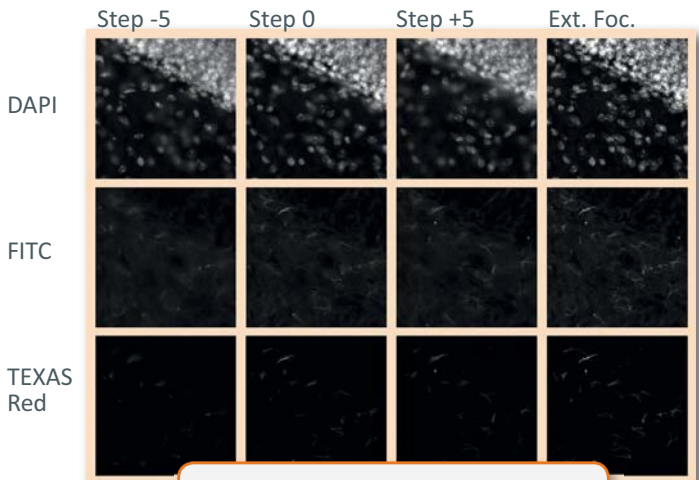 Step -5 Step 0 Step +5 Ext. Foc.
DAPI
FITC
TEXAS
Red